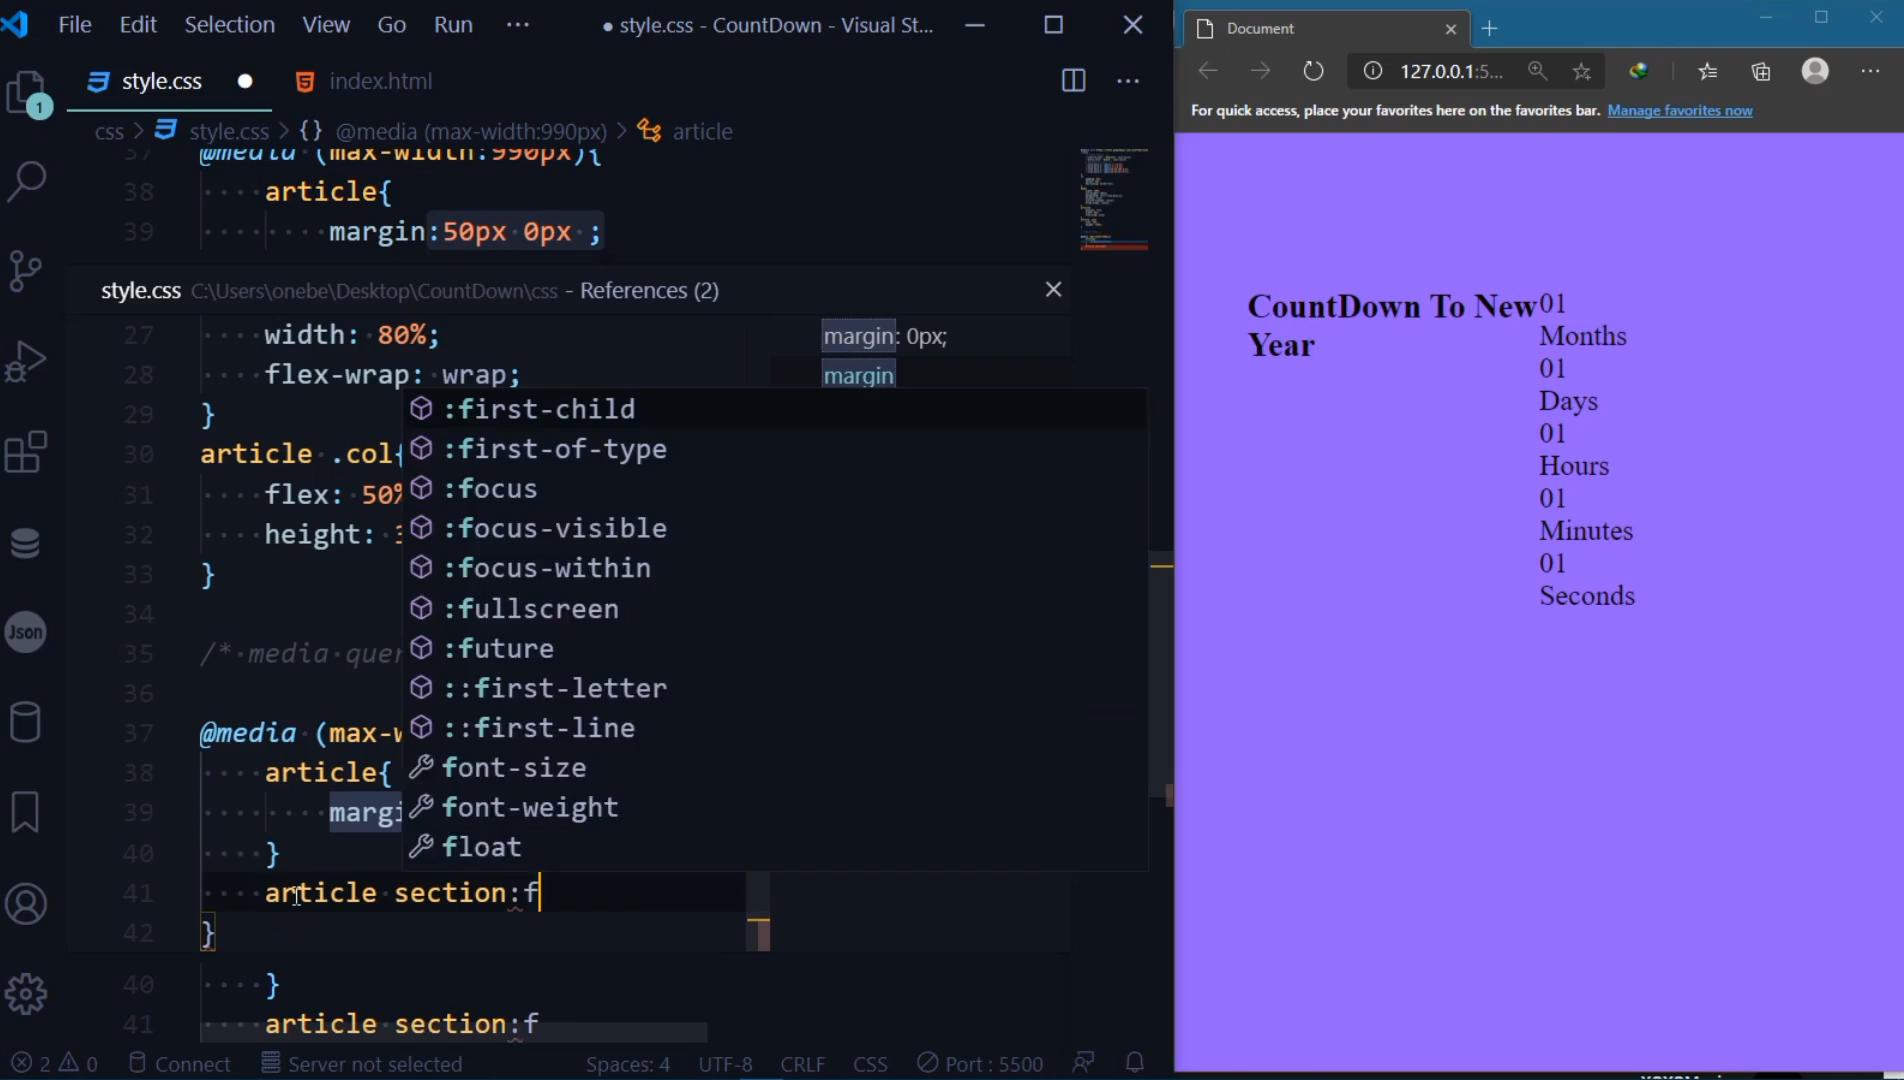 File Edit Selection View Go Run ··· ● style.css - CountDown - Visual St...
style.css ● index.html
css > style.css > {} @media (max-width:990px) > article
37 @media (max-width:990px){
38 article{
39 margin:50px 0px ;
style.css C:\Users\onebe\Desktop\CountDown\css - References (2)
27 width: 80%;
28 flex-wrap: wrap;
29 }
30 article .col{
31 flex: 50%
32 height:
33 }
34
35 /* media quer
36
37 @media (max-w
38 article{
39 margi
40 }
41 article section:f
42 }
40 }
41 article section:f
margin: 0px;
margin
:first-child
:first-of-type
:focus
:focus-visible
:focus-within
:fullscreen
:future
::first-letter
::first-line
font-size
font-weight
float
1
Json
2 0 Connect Server not selected Spaces: 4 UTF-8 CRLF CSS Port : 5500
Document
127.0.0.1:5...
For quick access, place your favorites here on the favorites bar. Manage favorites now
CountDown To New
Year
01
Months
01
Days
01
Hours
01
Minutes
01
Seconds